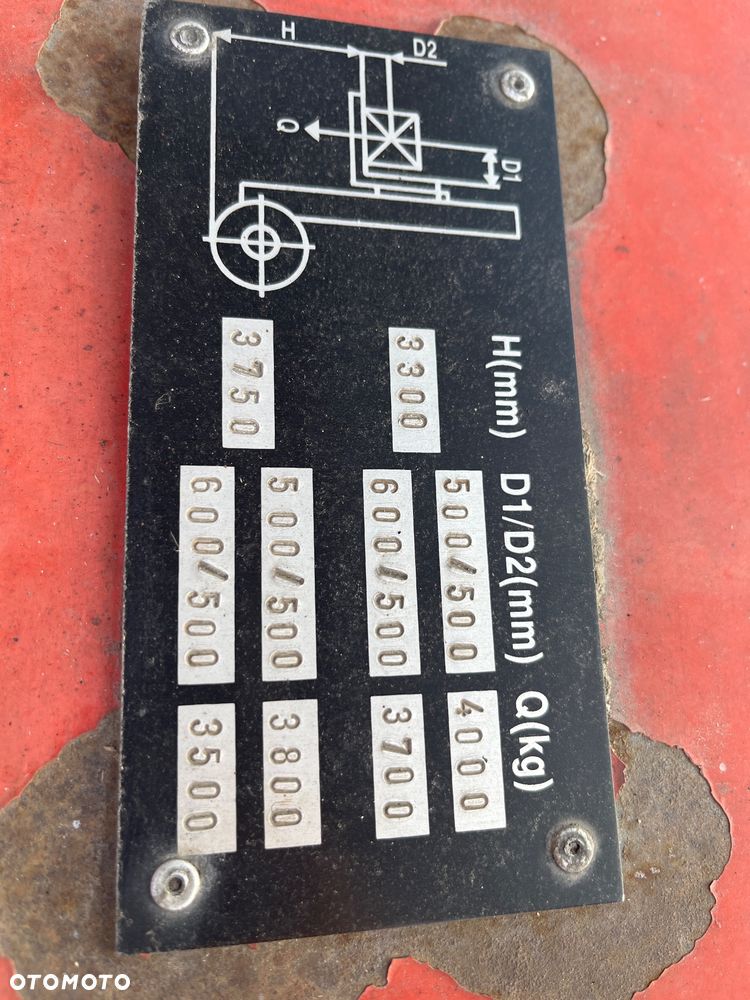 H
D2
Q
D1
H(mm) D1/D2(mm) Q(kg)
3300 500/500 4000
600/500 3700
3750 500/500 3800
600/500 3500
OTOMOTO